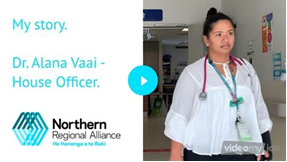 My story.
Dr. Alana Vaai -
House Officer.
Northern
Regional Alliance
He Hononga a te Raki
videomyjob